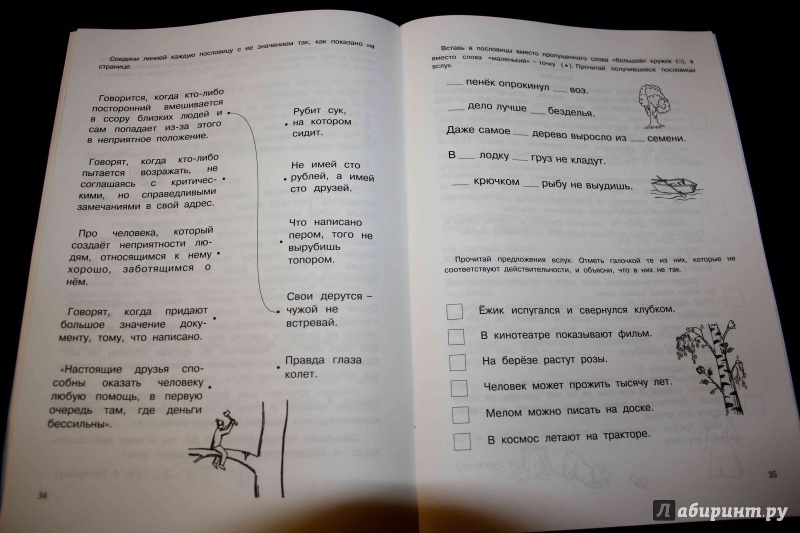 Соедини линией каждую пословицу с ее значением так, как показано на
странице.
Говорится, когда кто-либо
посторонний вмешивается
в ссору близких людей и
сам попадает из-за этого
в неприятное положение.
Говорят, когда кто-либо
пытается возражать, не
соглашаясь с критичес-
кими, но справедливыми
замечаниями в свой адрес.
Про человека, который
создаёт неприятности лю-
дям, относящимся к нему
хорошо, заботящимся о
нём.
Говорят, когда придают
большое значение доку-
менту, тому, что написано.
«Настоящие друзья спо-
собны оказать человеку
любую помощь, в первую
очередь там, где деньги
бессильны».
Рубит сук,
на котором
сидит.
Не имей сто
рублей, а имей
сто друзей.
Что написано
пером, того не
вырубишь
топором.
Свои дерутся –
чужой не
встревай.
Правда глаза
колет.
34
Вставь в пословицы вместо пропущенного слова «большой» кружок (○), а
вместо слова «маленький» – точку (•). Прочитай получившиеся пословицы
вслух.
___ пенёк опрокинул ___ воз.
___ дело лучше ___ безделья.
Даже самое ___ дерево выросло из ___ семени.
В ___ лодку ___ груз не кладут.
___ крючком ___ рыбу не выудишь.
Прочитай предложения вслух. Отметь галочкой те из них, которые не
соответствуют действительности, и объясни, что в них не так.
Ёжик испугался и свернулся клубком.
В кинотеатре показывают фильм.
На берёзе растут розы.
Человек может прожить тысячу лет.
Мелом можно писать на доске.
В космос летают на тракторе.
35
Лабиринт.ру